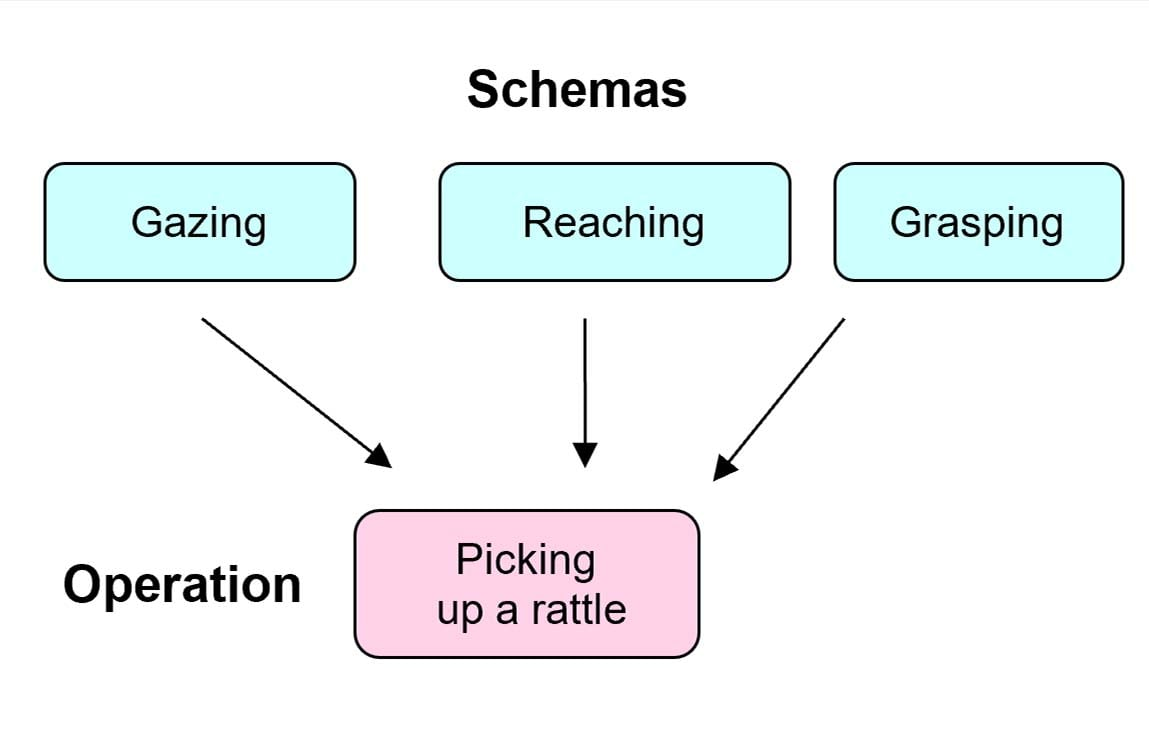 Schemas
Gazing
Reaching
Grasping
Picking
up a rattle
Operation